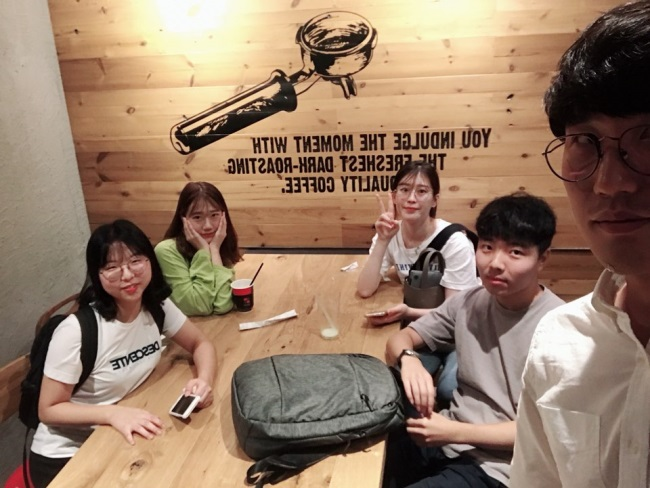 YOU INDULGE THE MOMENT WITH
THE FRESHEST DARK-ROASTING
QUALITY COFFEE.
DESCENTE